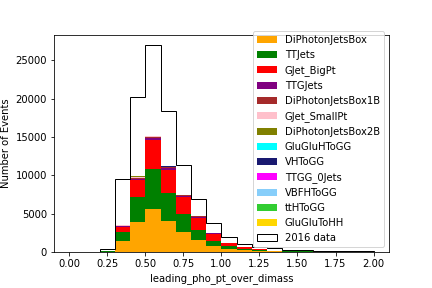 25000
20000
15000
10000
5000
0
Number of Events
0.00 0.25 0.50 0.75 1.00 1.25 1.50 1.75 2.00
leading_pho_pt_over_dimass
DiPhotonJetsBox
TTJets
GJet_BigPt
TTGJets
DiPhotonJetsBox1B
GJet_SmallPt
DiPhotonJetsBox2B
GluGluHToGG
VHToGG
TTGG_0Jets
VBFHToGG
ttHToGG
GluGluToHH
2016 data